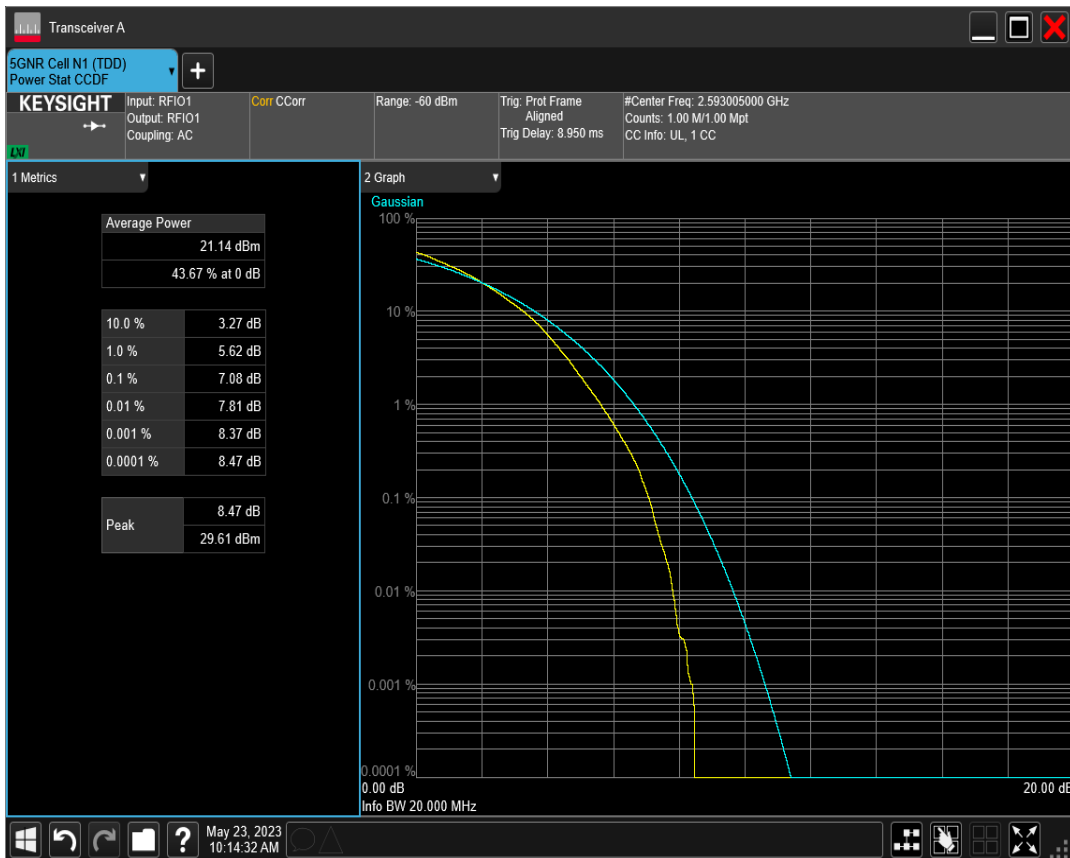 Transceiver A
5GNR Cell N1 (TDD)
Power Stat CCDF
KEYSIGHT
LXI
Input: RFIO1
Output: RFIO1
Coupling: AC
Corr CCorr
Range: -60 dBm
Trig: Prot Frame
Aligned
Trig Delay: 8.950 ms
#Center Freq: 2.593005000 GHz
Counts: 1.00 M/1.00 Mpt
CC Info: UL, 1 CC
1 Metrics
Average Power
21.14 dBm
43.67 % at 0 dB
10.0 % 3.27 dB
1.0 % 5.62 dB
0.1 % 7.08 dB
0.01 % 7.81 dB
0.001 % 8.37 dB
0.0001 % 8.47 dB
Peak
8.47 dB
29.61 dBm
2 Graph
Gaussian
100 %
10 %
1 %
0.1 %
0.01 %
0.001 %
0.0001 %
0.00 dB 20.00 dB
Info BW 20.000 MHz
? May 23, 2023
10:14:32 AM